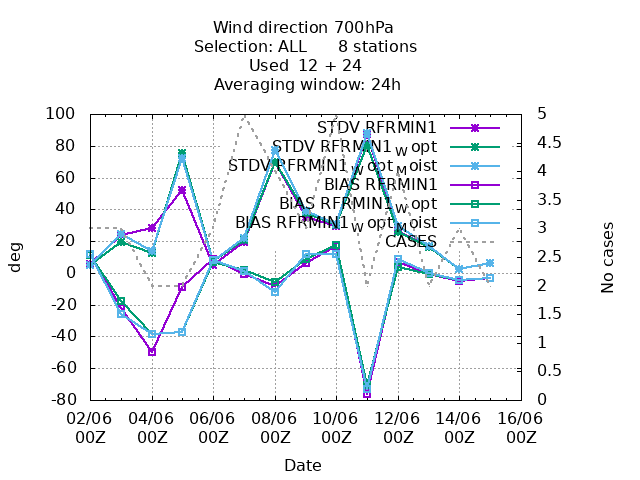 Wind direction 700hPa
Selection: ALL 8 stations
Used 12 + 24
Averaging window: 24h
100
80
60
40
20
0
-20
-40
-60
-80
deg
STDV RFRMIN1
STDV RFRMIN1_W opt
STDV RFRMIN1_W opt_M oist
BIAS RFRMIN1
BIAS RFRMIN1_W opt
BIAS RFRMIN1_W opt_M oist
CASES
5
4.5
4
3.5
3
2.5
2
1.5
1
0.5
0
No cases
02/06 04/06 06/06 08/06 10/06 12/06 14/06 16/06
00Z 00Z 00Z 00Z 00Z 00Z 00Z 00Z
Date